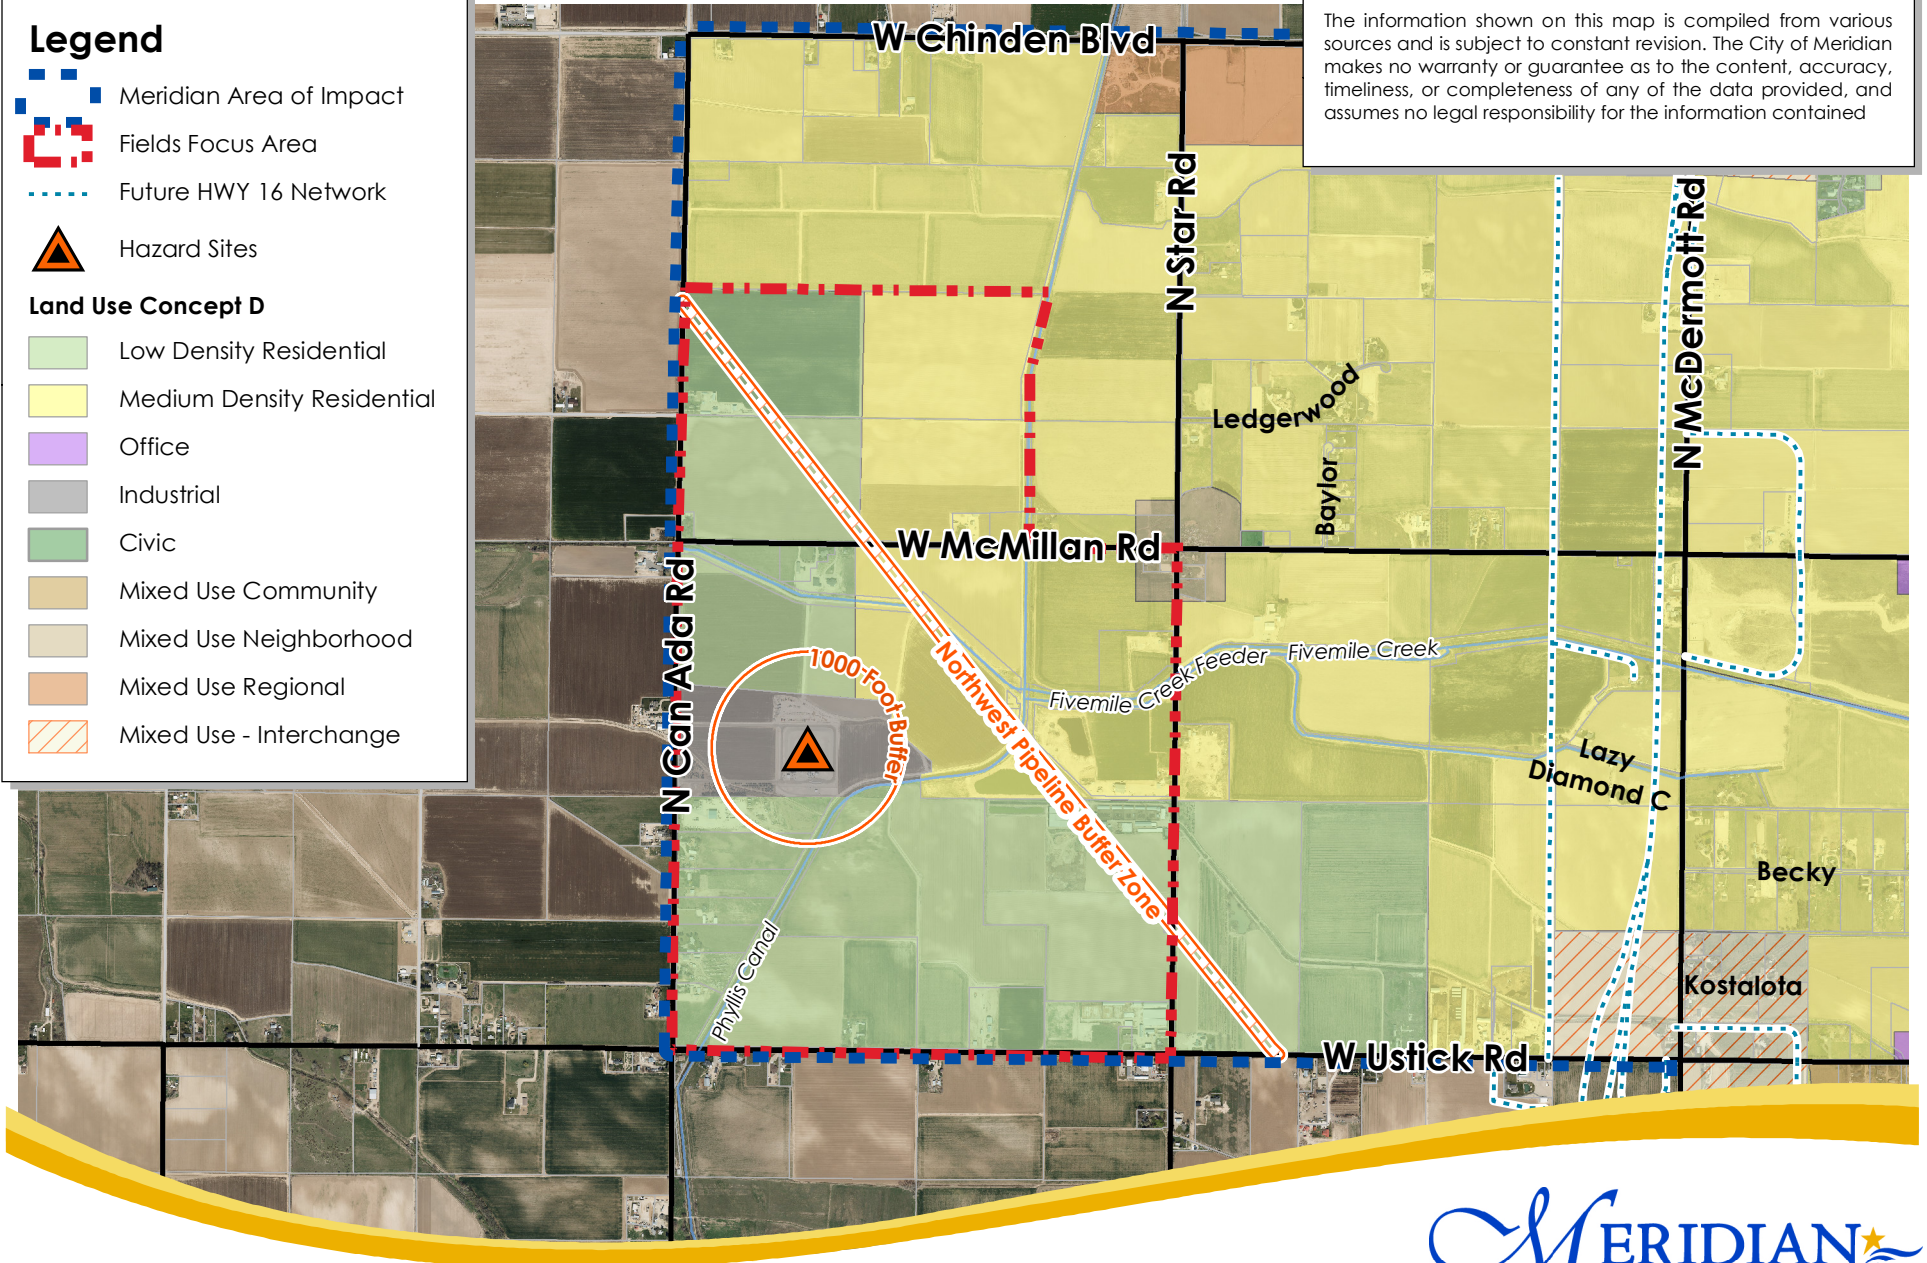 Legend
Meridian Area of Impact
Fields Focus Area
Future HWY 16 Network
Hazard Sites
Land Use Concept D
Low Density Residential
Medium Density Residential
Office
Industrial
Civic
Mixed Use Community
Mixed Use Neighborhood
Mixed Use Regional
Mixed Use - Interchange
The information shown on this map is compiled from various
sources and is subject to constant revision. The City of Meridian
makes no warranty or guarantee as to the content, accuracy,
timeliness, or completeness of any of the data provided, and
assumes no legal responsibility for the information contained
W Chinden Blvd
N Star Rd
N McDermott Rd
Ledgerwood
Baylor
W McMillan Rd
N Can Ada Rd
1000 Foot Buffer
Northwest Pipeline Buffer Zone
Fivemile Creek
Feeder
Fivemile Creek
Lazy
Diamond C
Becky
Kostalota
Phyllis Canal
W Ustick Rd
MERIDIAN